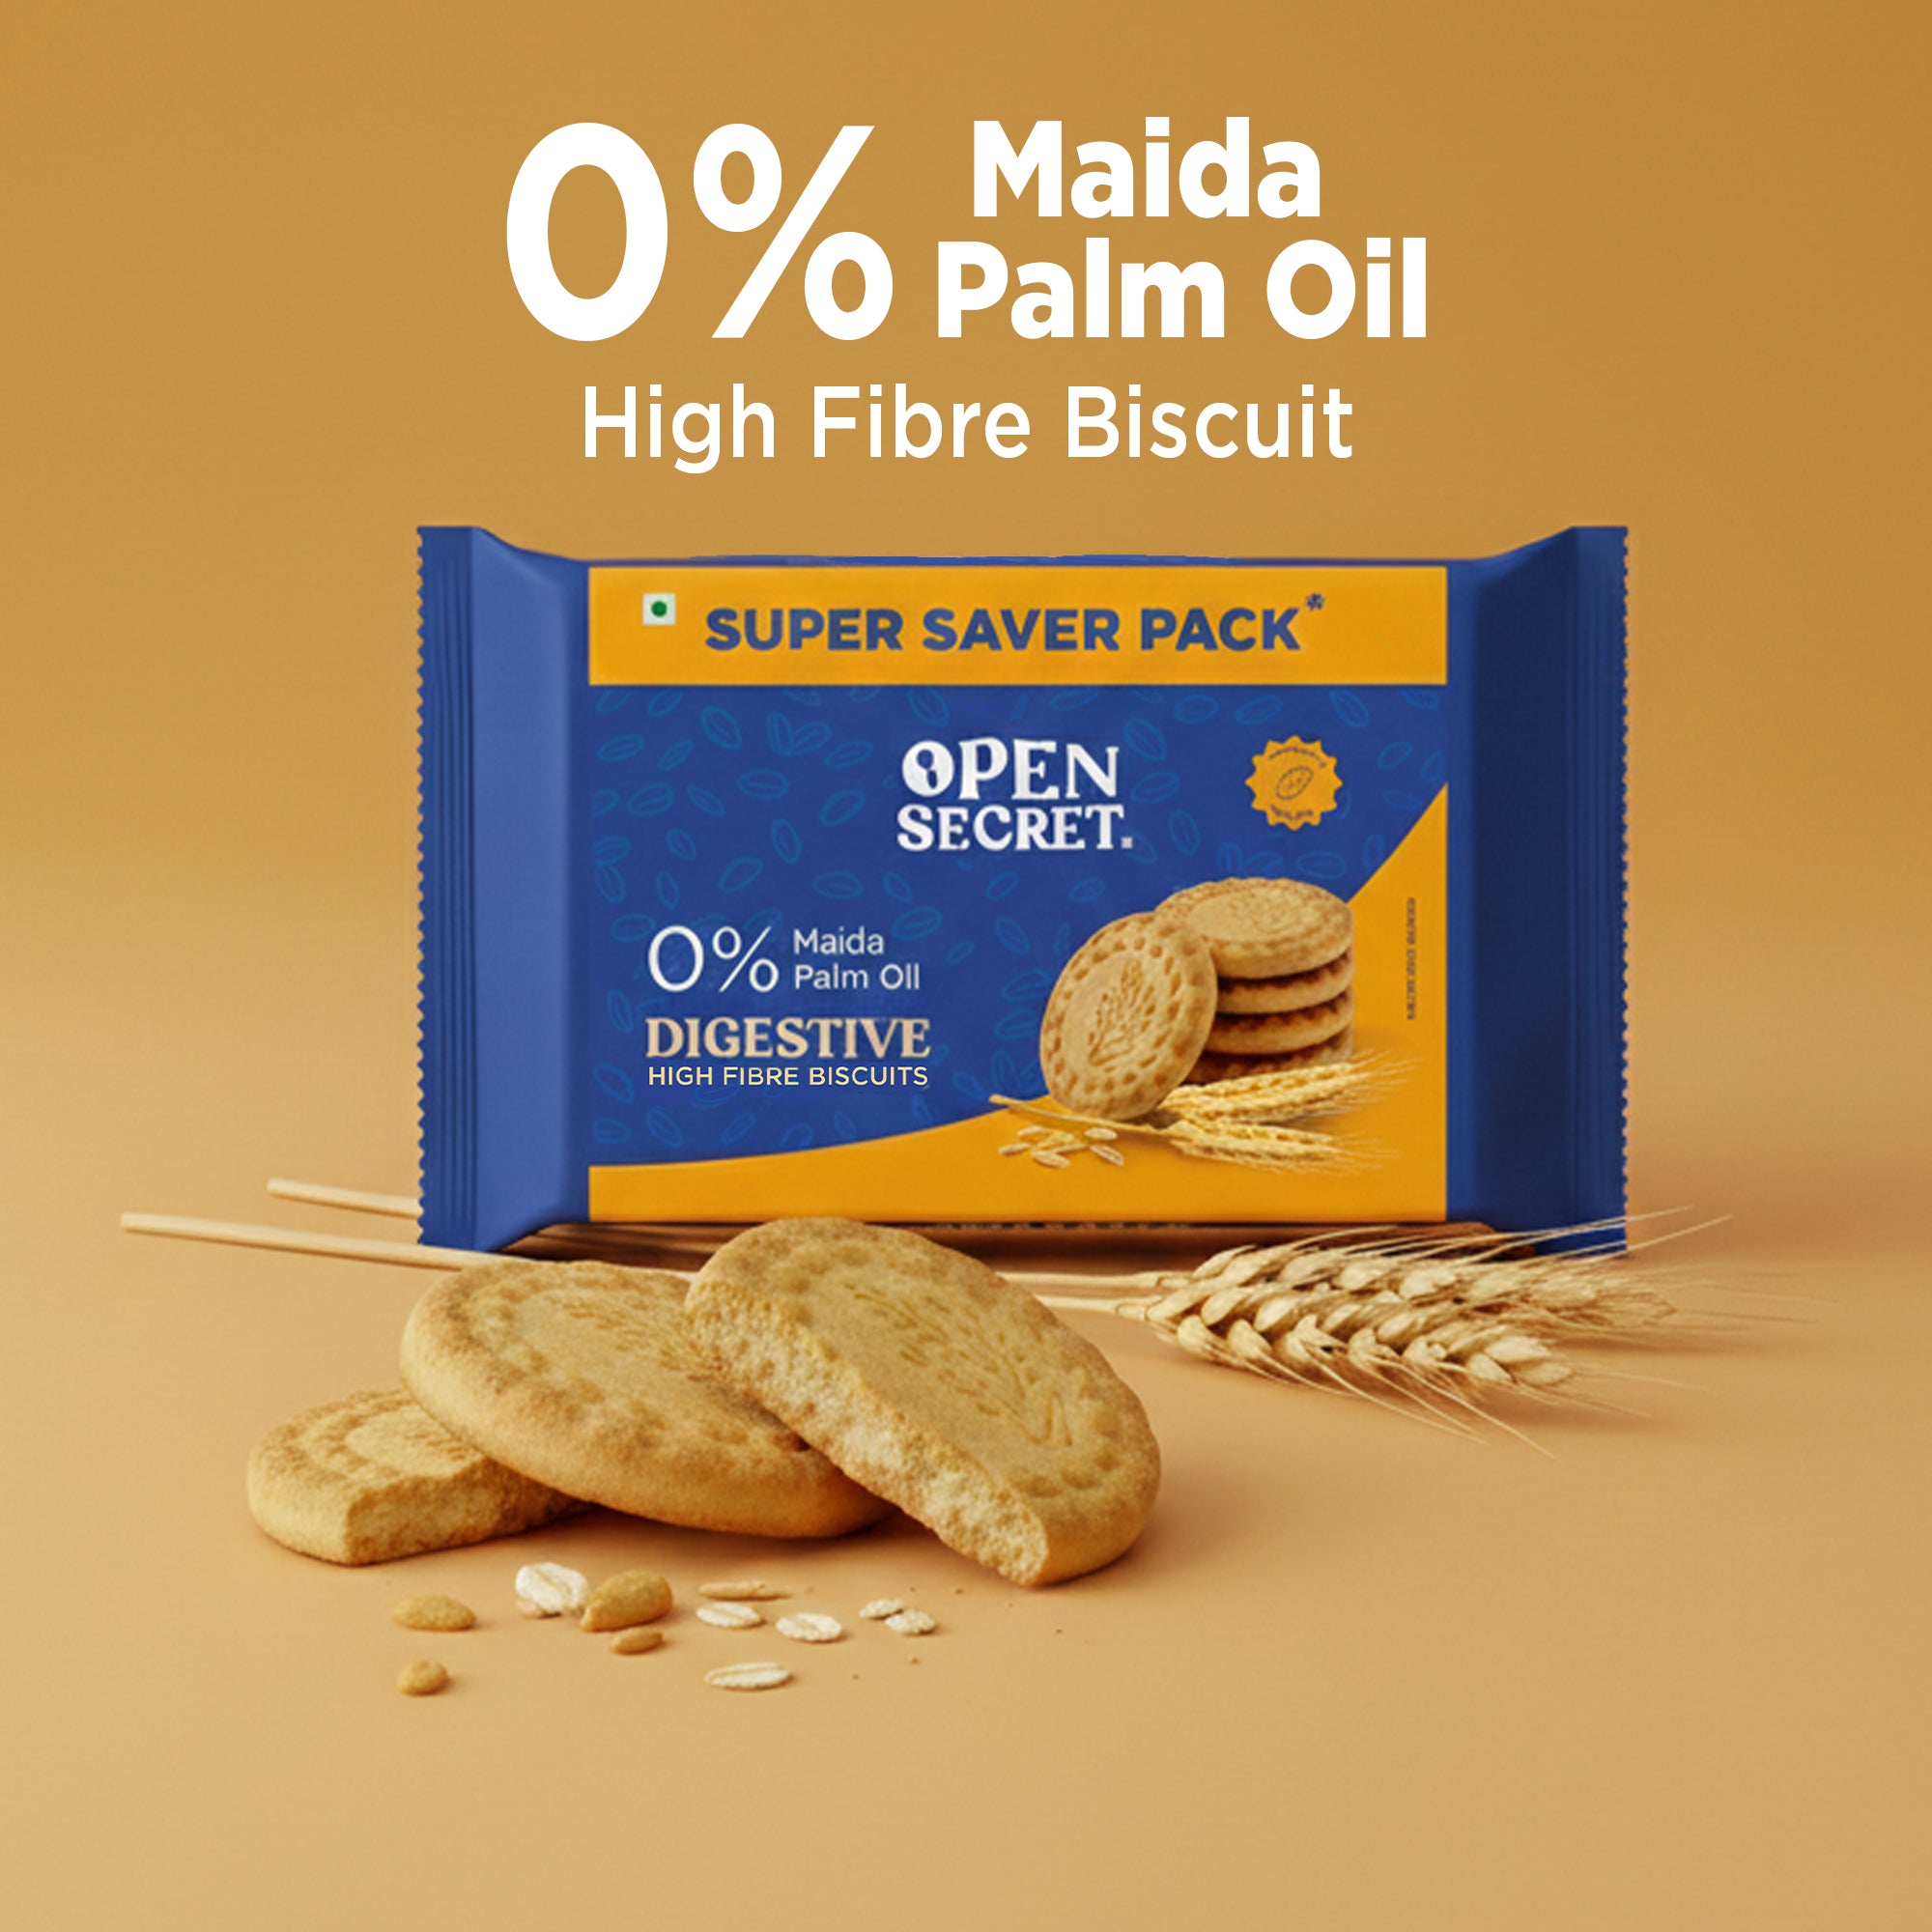 0% Maida
Palm Oil
High Fibre Biscuit
SUPER SAVER PACK*
OPEN
SECRET
0% Maida
Palm Oil
DIGESTIVE
HIGH FIBRE BISCUITS